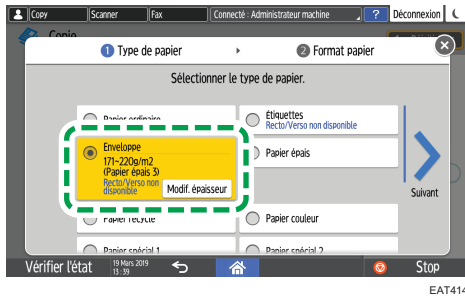 Copy Scanner Fax Connecté : Administrateur machine ? Déconnexion
Copie
1 Type de papier 2 Format papier
Sélectionner le type de papier.
Papier ordinaire
Étiquettes
Recto/Verso non disponible
Enveloppe
171~220g/m2
(Papier épais 3)
Recto/Verso non
disponible
Modif. épaisseur
Papier épais
Suivant
Papier recyclé
Papier couleur
Papier spécial 1
Papier spécial 2
Vérifier l'état
19 Mars 2019
13:39
Stop
EAT414